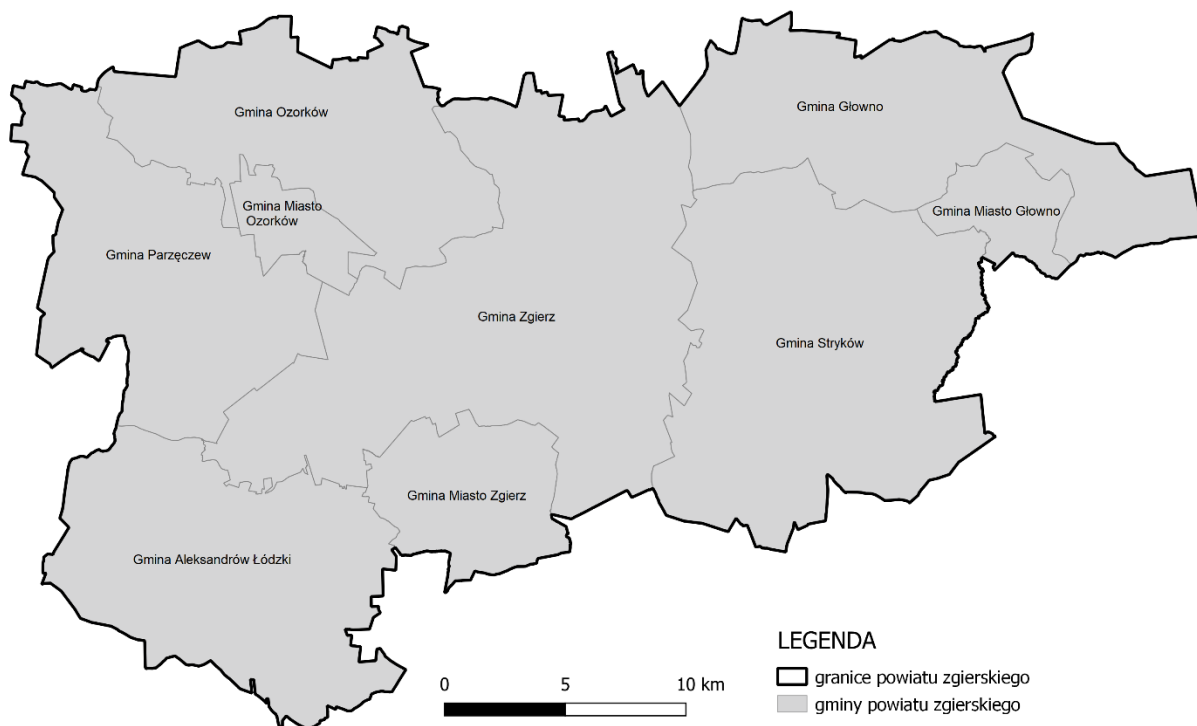 Gmina Ozorków
Gmina Głowno
Gmina Miasto
Ozorków
Gmina Miasto Głowno
Gmina Parzęczew
Gmina Zgierz
Gmina Stryków
Gmina Miasto Zgierz
Gmina Aleksandrów Łódzki
LEGENDA
granice powiatu zgierskiego
gminy powiatu zgierskiego
0 5 10 km